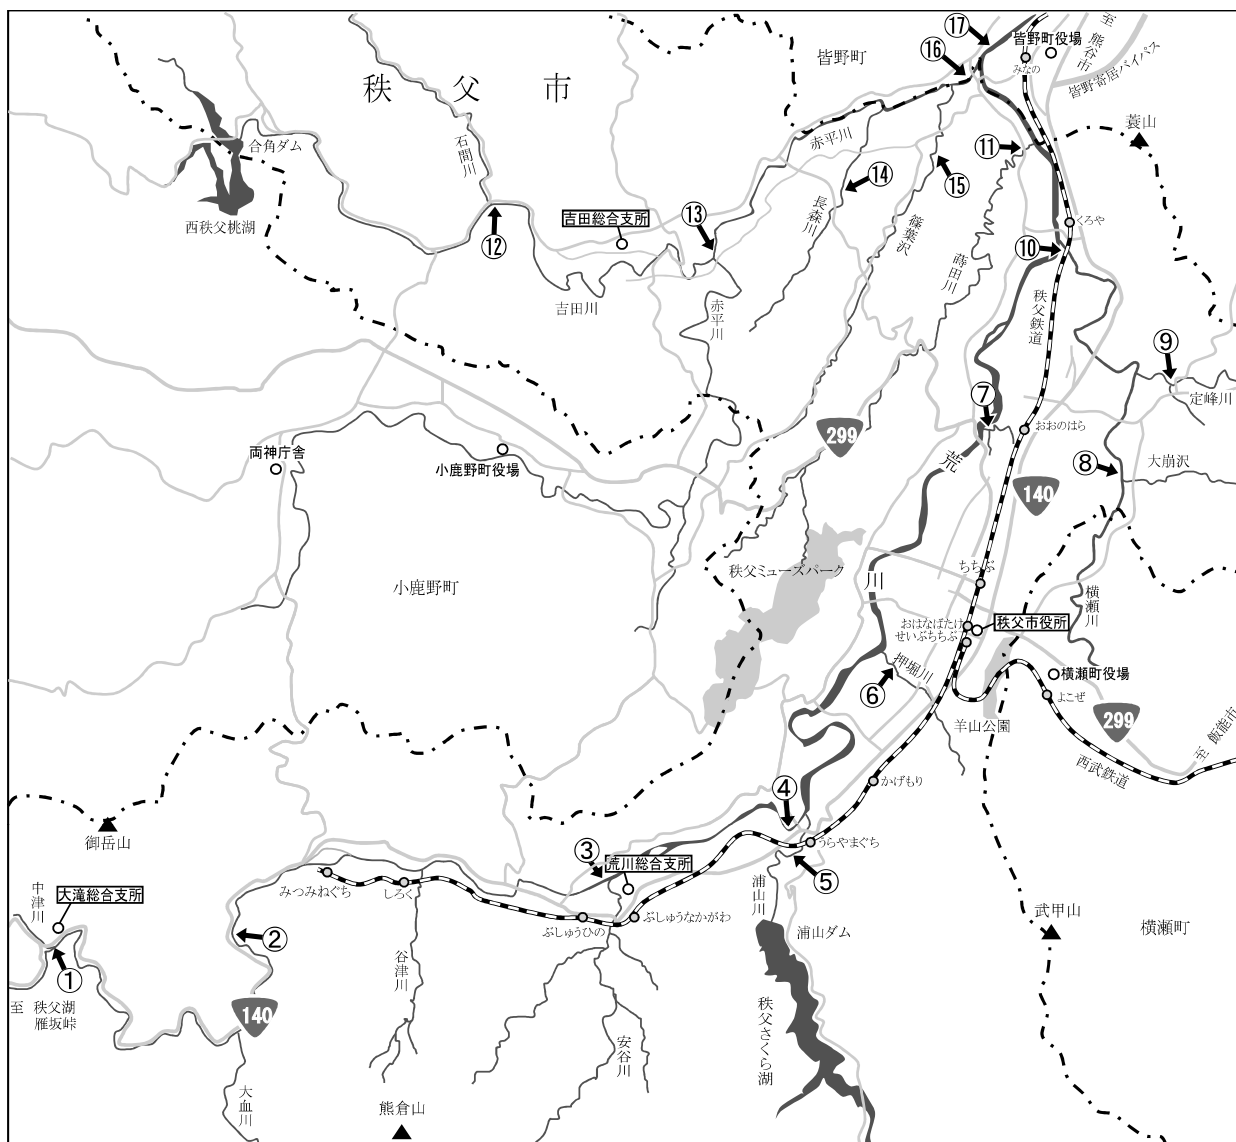 秩父市
皆野町
⑰
⑯
皆野町役場
みなの
至 熊谷市
皆野寄居バイパス
蓑山
合角ダム
石間川
赤平川
⑪
⑭
⑮
西秩父桃湖
⑫
吉田総合支所
⑬
長森川
篠葉沢
蒔田川
くろや
⑩
吉田川
赤平川
秩父鉄道
⑨
定峰川
⑦
299
おおのはら
両神庁舎
小鹿野町役場
荒川
⑧
大崩沢
140
小鹿野町
秩父ミューズパーク
ちちぶ
横瀬川
おはなばたけ
せいぶちちぶ
秩父市役所
押堀川
⑥
横瀬町役場
よこぜ
羊山公園
299
至 飯能市
西武鉄道
かげもり
④
御岳山
うらやまぐち
③
荒川総合支所
⑤
みつみねぐち
しろく
中津川
大滝総合支所
ぶしゅうひの
ぶしゅうなかがわ
浦山川
浦山ダム
武甲山
横瀬町
②
①
谷津川
至 秩父湖
雁坂峠
140
安谷川
秩父さくら湖
大血川
熊倉山